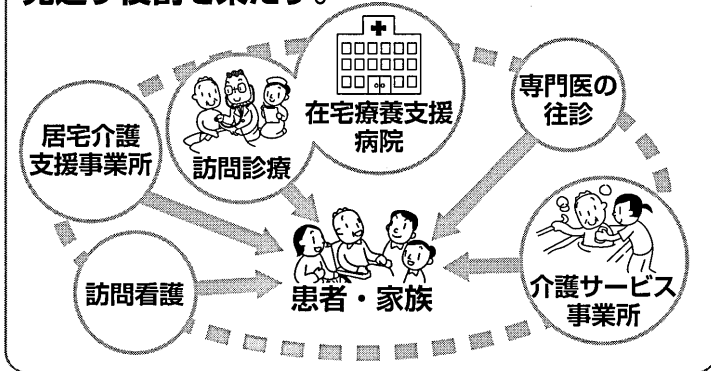 在宅療養支援
病院
専門医の
往診
居宅介護
支援事業所
訪問診療
訪問看護
患者・家族
介護サービス
事業所